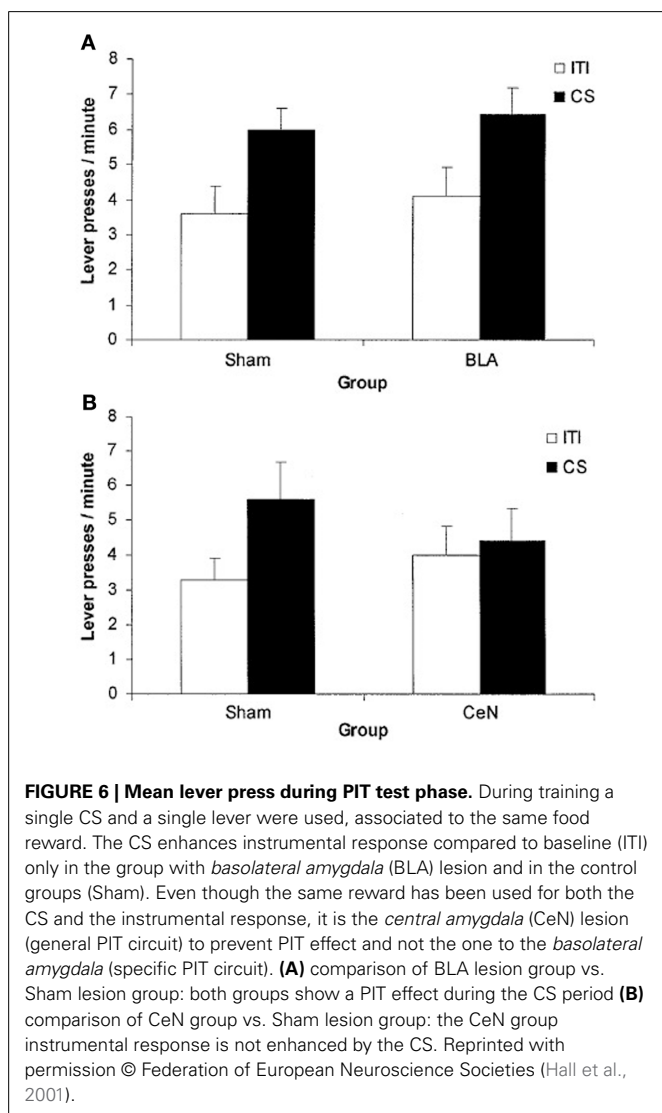 A
8
7
6
5
4
3
2
1
0
Lever presses / minute
ITI
CS
Sham
BLA
Group
B
8
7
6
5
4
3
2
1
0
Lever presses / minute
ITI
CS
Sham
CeN
Group
FIGURE 6 | Mean lever press during PIT test phase. During training a
single CS and a single lever were used, associated to the same food
reward. The CS enhances instrumental response compared to baseline (ITI)
only in the group with basolateral amygdala (BLA) lesion and in the control
groups (Sham). Even though the same reward has been used for both the
CS and the instrumental response, it is the central amygdala (CeN) lesion
(general PIT circuit) to prevent PIT effect and not the one to the basolateral
amygdala (specific PIT circuit). (A) comparison of BLA lesion group vs.
Sham lesion group: both groups show a PIT effect during the CS period (B)
comparison of CeN group vs. Sham lesion group: the CeN group
instrumental response is not enhanced by the CS. Reprinted with
permission © Federation of European Neuroscience Societies (Hall et al.,
2001).